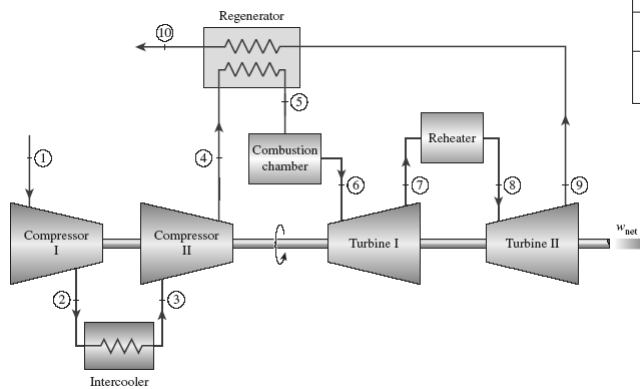 Regenerator
10
5
1
4
Combustion
chamber
Reheater
6
7
8
9
Compressor
I
Compressor
II
Turbine I
Turbine II
wnet
2
3
Intercooler